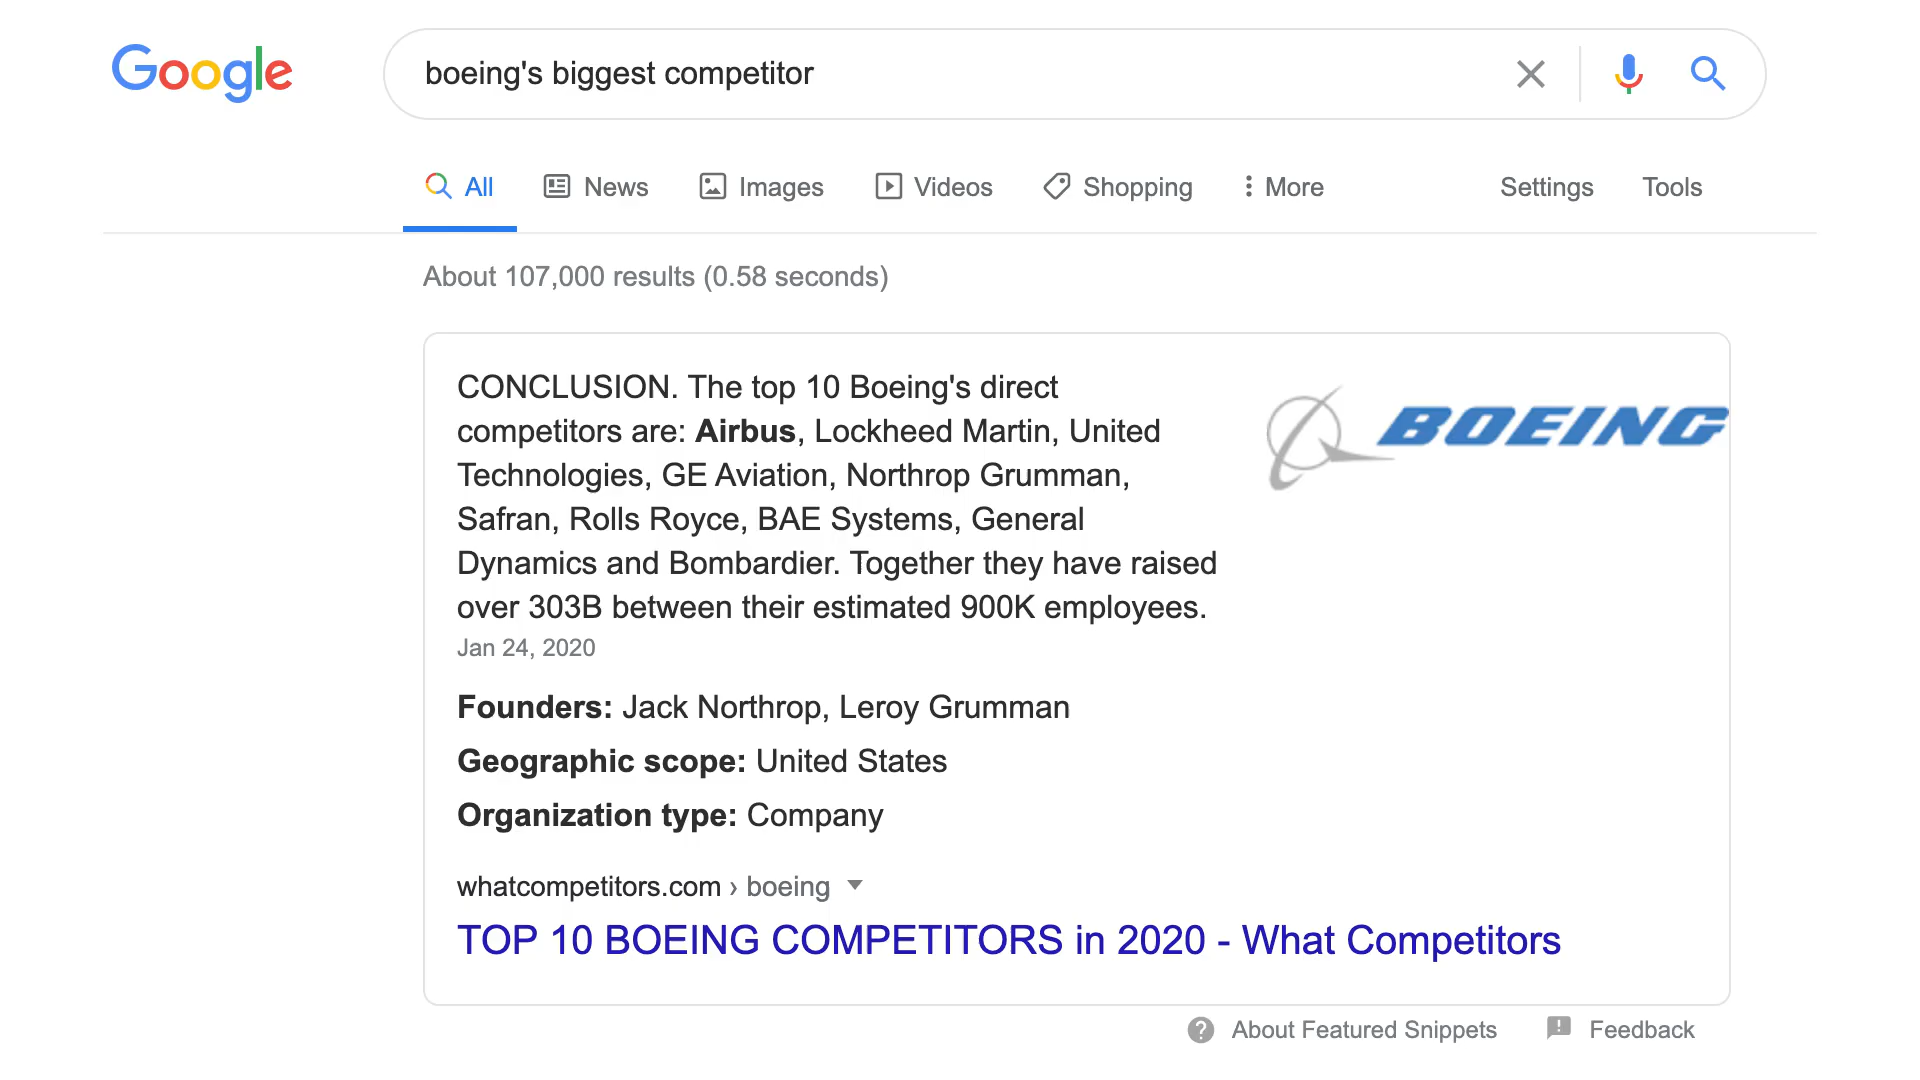 Google
boeing's biggest competitor
All News Images Videos Shopping More Settings Tools
About 107,000 results (0.58 seconds)
CONCLUSION. The top 10 Boeing's direct
competitors are: Airbus, Lockheed Martin, United
Technologies, GE Aviation, Northrop Grumman,
Safran, Rolls Royce, BAE Systems, General
Dynamics and Bombardier. Together they have raised
over 303B between their estimated 900K employees.
Jan 24, 2020
BOEING
Founders: Jack Northrop, Leroy Grumman
Geographic scope: United States
Organization type: Company
whatcompetitors.com › boeing
TOP 10 BOEING COMPETITORS in 2020 - What Competitors
About Featured Snippets Feedback